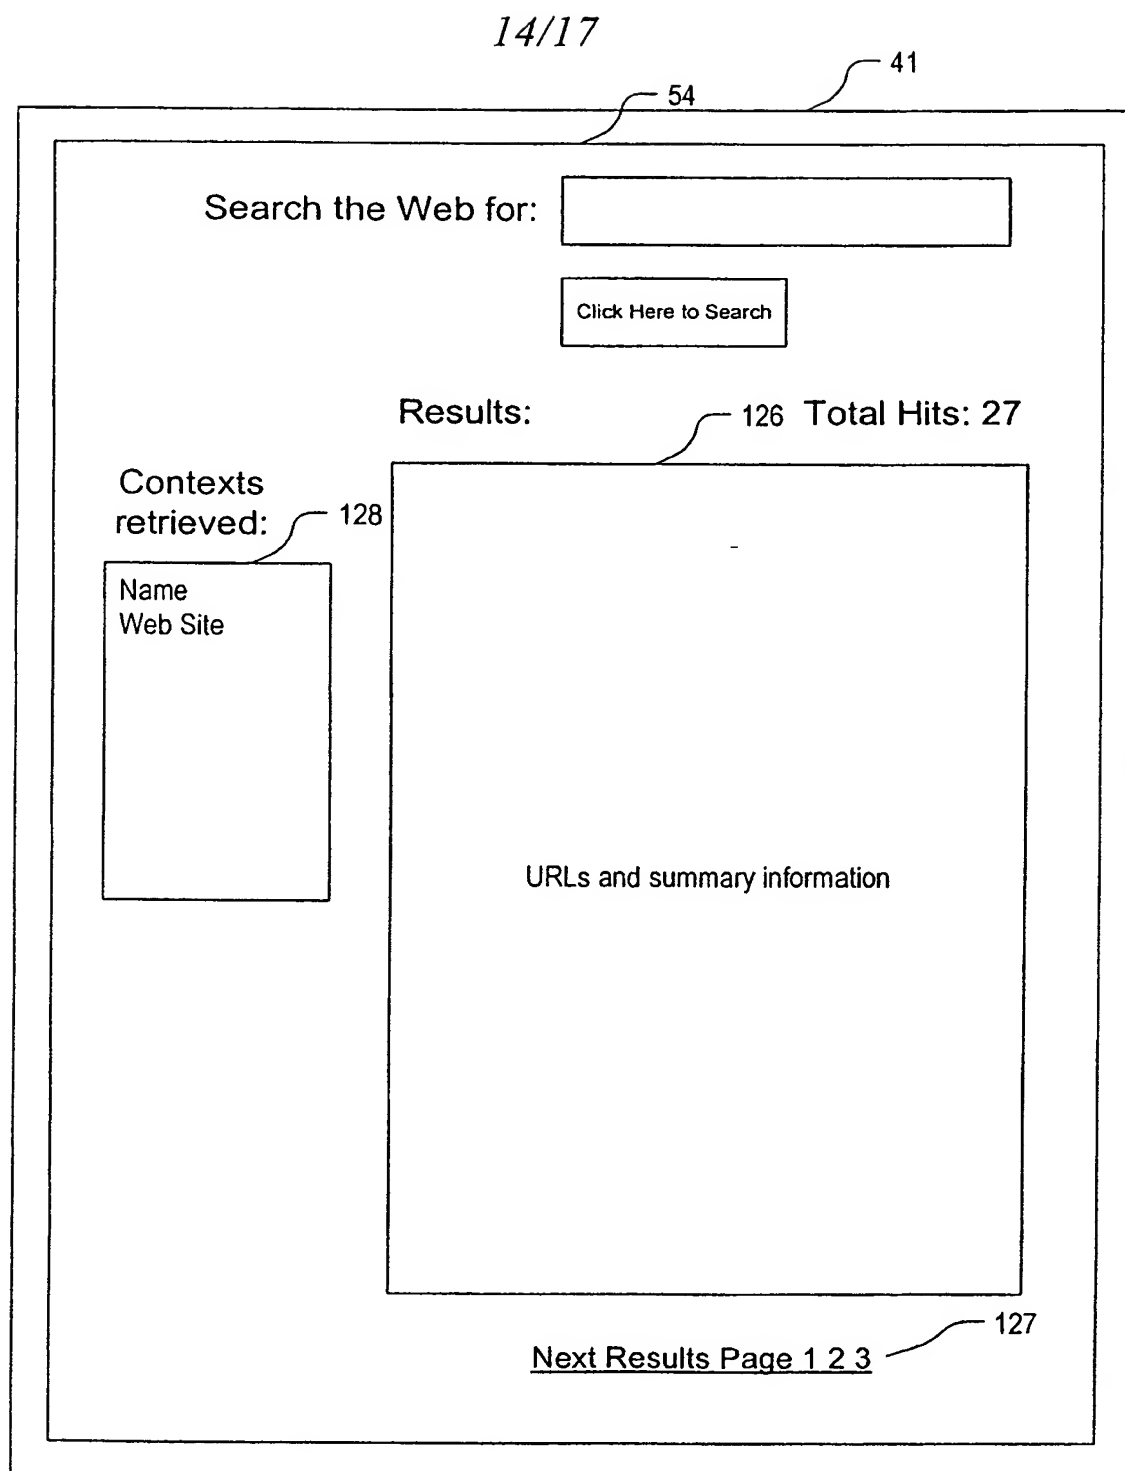 14/17
41
54
Search the Web for:
Click Here to Search
Results:
126
Total Hits: 27
Contexts
retrieved:
128
Name
Web Site
URLs and summary information
127
Next Results Page 1 2 3